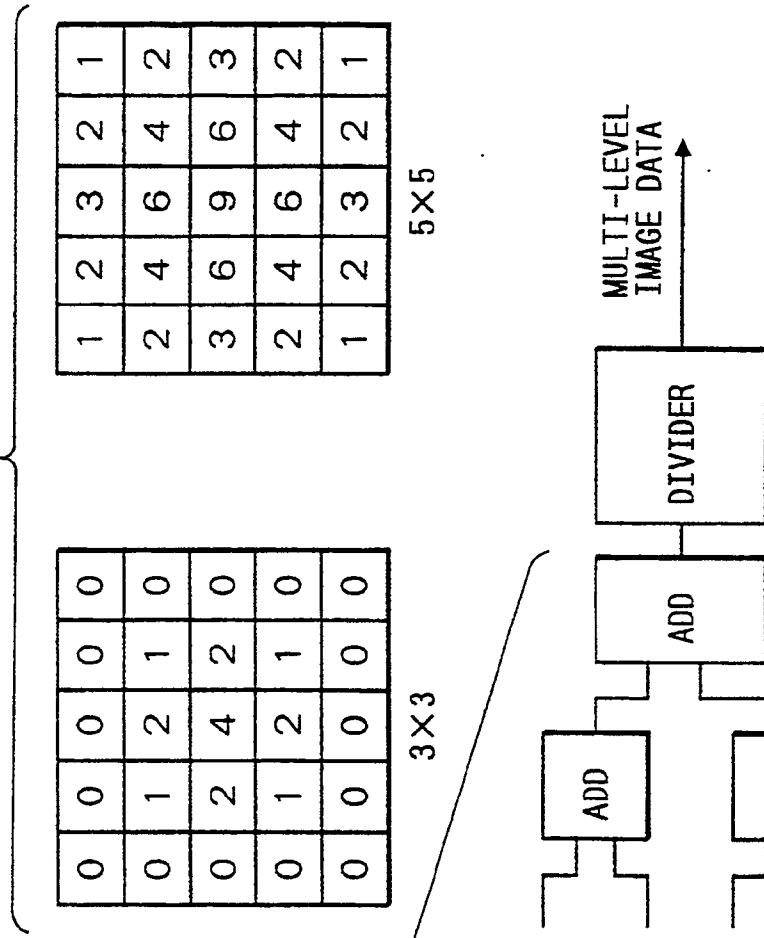 0 0 0 0 0
0 1 2 1 0
0 2 4 2 0
0 1 2 1 0
0 0 0 0 0
3×3
1 2 3 2 1
2 4 6 4 2
3 6 9 6 3
2 4 6 4 2
1 2 3 2 1
5×5
ADD
ADD
DIVIDER
MULTI-LEVEL
IMAGE DATA